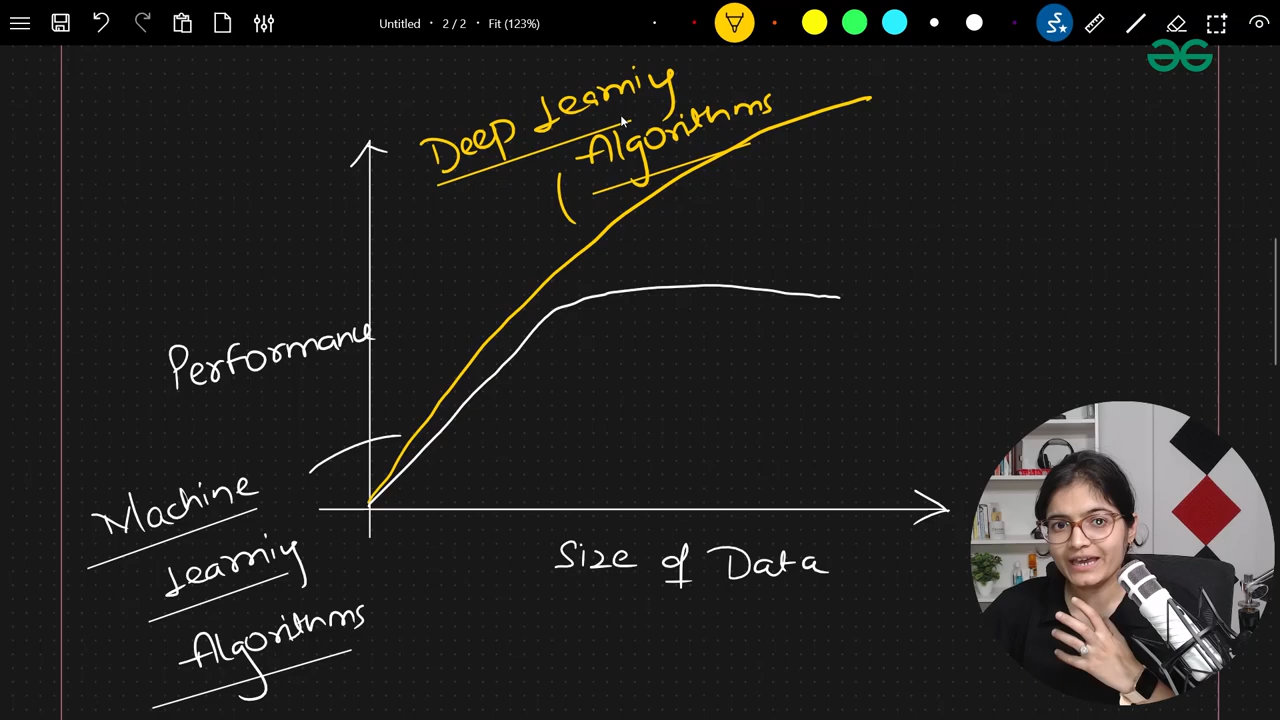 Untitled • 2 / 2 • Fit (123%)
Deep Learning
Algorithms
Performance
Machine
Learning
Algorithms
Size of Data